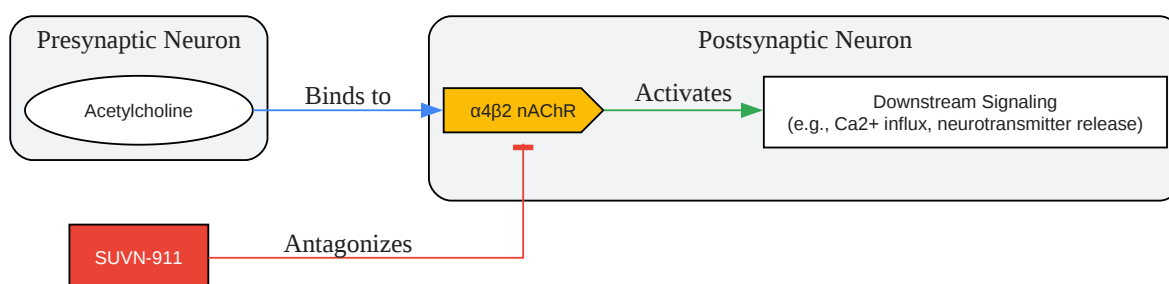 Presynaptic Neuron
Postsynaptic Neuron
Acetylcholine
Binds to
α4β2 nAChR
Activates
Downstream Signaling
(e.g., Ca2+ influx, neurotransmitter release)
SUVN-911
Antagonizes